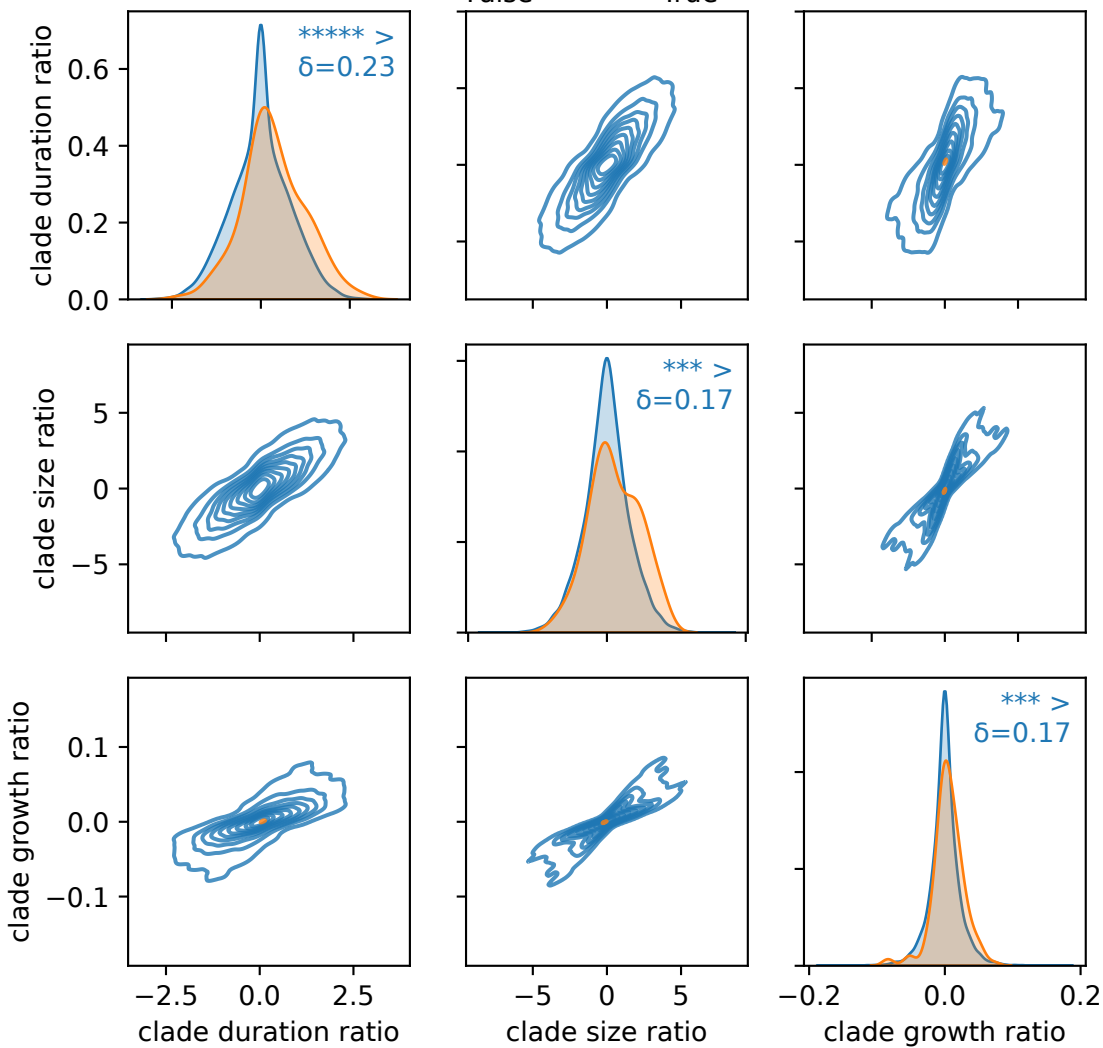 ***** >
δ=0.23
clade duration ratio
0.6
0.4
0.2
0.0
*** >
δ=0.17
clade size ratio
5
0
−5
*** >
δ=0.17
clade growth ratio
0.1
0.0
−0.1
−2.5 0.0 2.5 −5 0 5 −0.2 0.0 0.2
clade duration ratio clade size ratio clade growth ratio